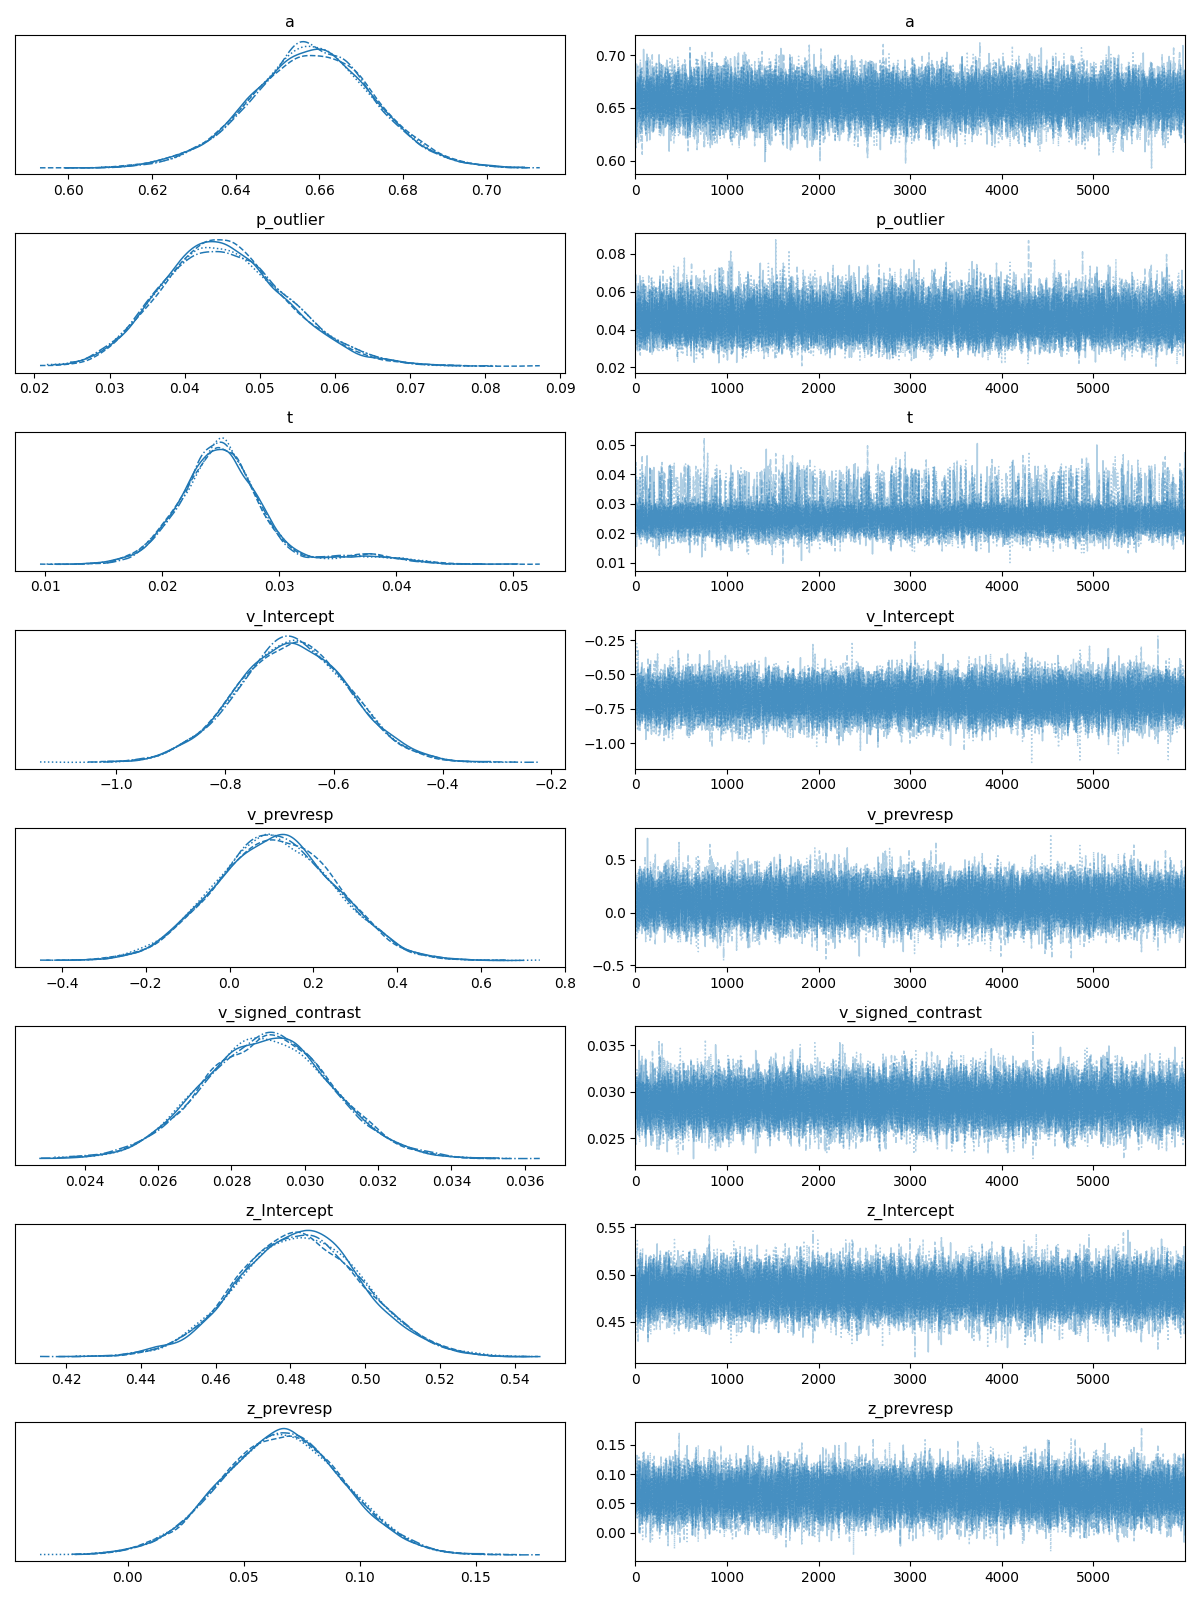 a a
0.70
0.65
0.60
0.60 0.62 0.64 0.66 0.68 0.70 0 1000 2000 3000 4000 5000
p_outlier p_outlier
0.08
0.06
0.04
0.02
0.02 0.03 0.04 0.05 0.06 0.07 0.08 0.09 0 1000 2000 3000 4000 5000
t t
0.05
0.04
0.03
0.02
0.01
0.01 0.02 0.03 0.04 0.05 0 1000 2000 3000 4000 5000
v_Intercept v_Intercept
−0.25
−0.50
−0.75
−1.00
−1.0 −0.8 −0.6 −0.4 −0.2 0 1000 2000 3000 4000 5000
v_prevresp v_prevresp
0.5
0.0
−0.5
−0.4 −0.2 0.0 0.2 0.4 0.6 0.8 0 1000 2000 3000 4000 5000
v_signed_contrast v_signed_contrast
0.035
0.030
0.025
0.024 0.026 0.028 0.030 0.032 0.034 0.036 0 1000 2000 3000 4000 5000
z_Intercept z_Intercept
0.55
0.50
0.45
0.42 0.44 0.46 0.48 0.50 0.52 0.54 0 1000 2000 3000 4000 5000
z_prevresp z_prevresp
0.15
0.10
0.05
0.00
0.00 0.05 0.10 0.15 0 1000 2000 3000 4000 5000